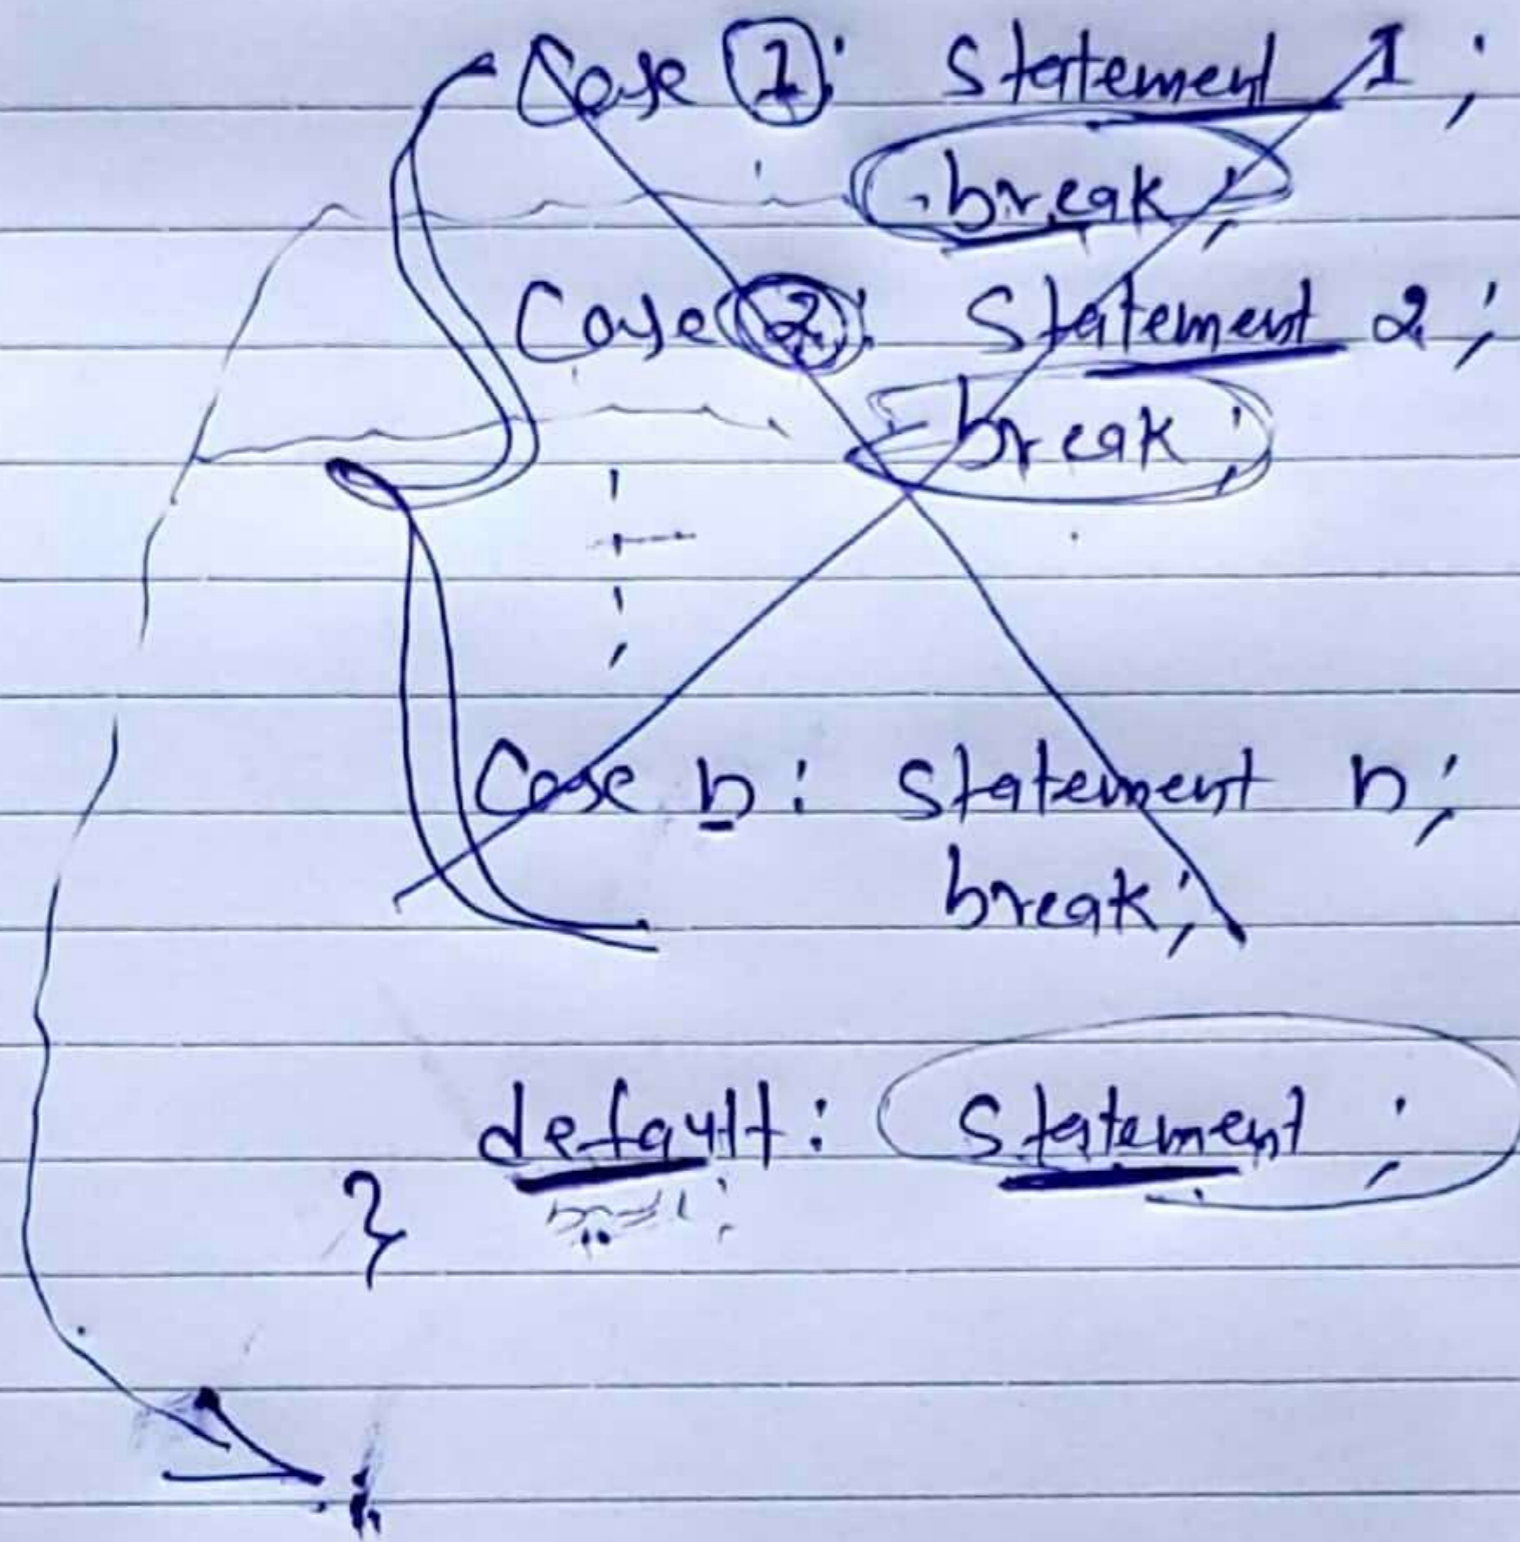 Case 1: Statement 1;
break;
Case 2: Statement 2;
break;
Case n: Statement n;
break;
default: Statement;
}